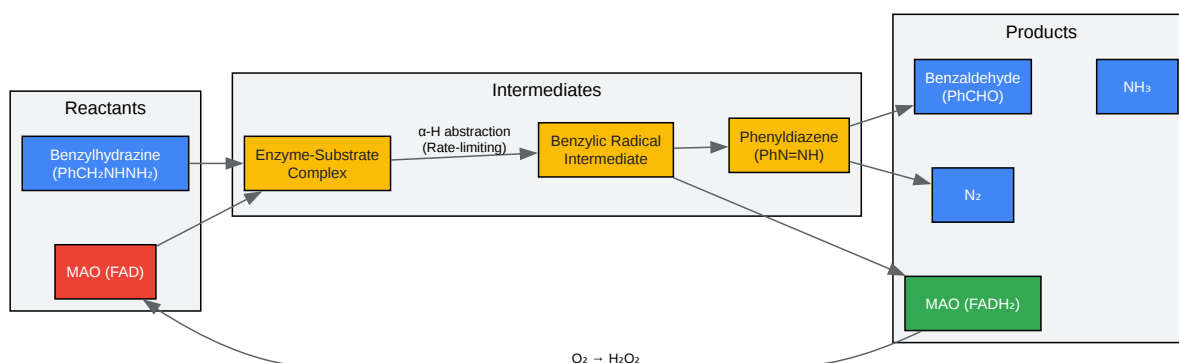 Products
Benzaldehyde
(PhCHO)
NH₃
Intermediates
Reactants
α-H abstraction
(Rate-limiting)
Benzylhydrazine
(PhCH₂NHNH₂)
Enzyme-Substrate
Complex
Benzylic Radical
Intermediate
Phenyldiazene
(PhN=NH)
N₂
MAO (FAD)
MAO (FADH₂)
O₂ → H₂O₂